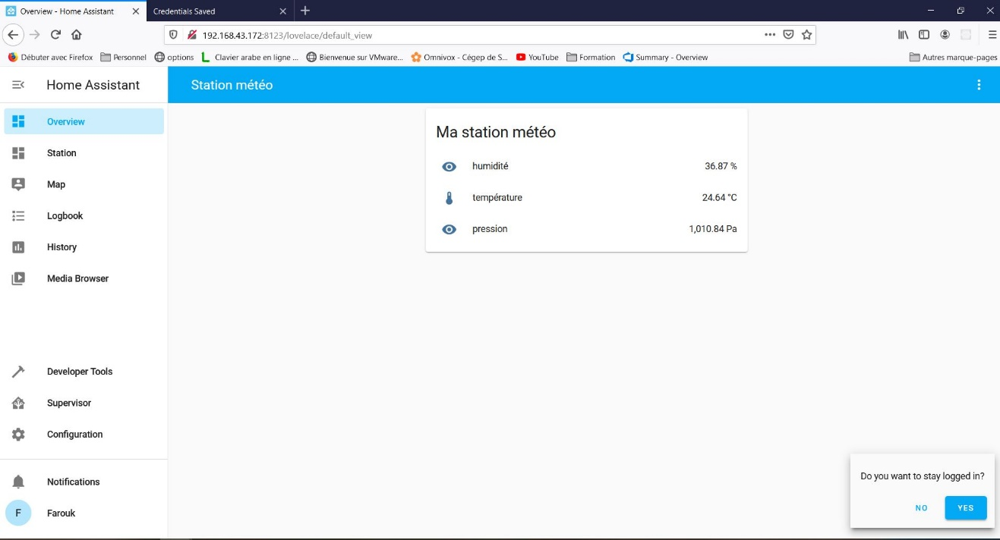 Overview - Home Assistant
Credentials Saved
192.168.43.172:8123/lovelace/default_view
Débuter avec Firefox Personnel options Clavier arabe en ligne ... Bienvenue sur VMware... Omnivox - Cégep de S... YouTube Formation Summary - Overview Autres marque-pages
Home Assistant
Station météo
Overview
Station
Map
Logbook
History
Media Browser
Developer Tools
Supervisor
Configuration
Notifications
F Farouk
Ma station météo
humidité 36.87 %
température 24.64 °C
pression 1,010.84 Pa
Do you want to stay logged in?
NO YES